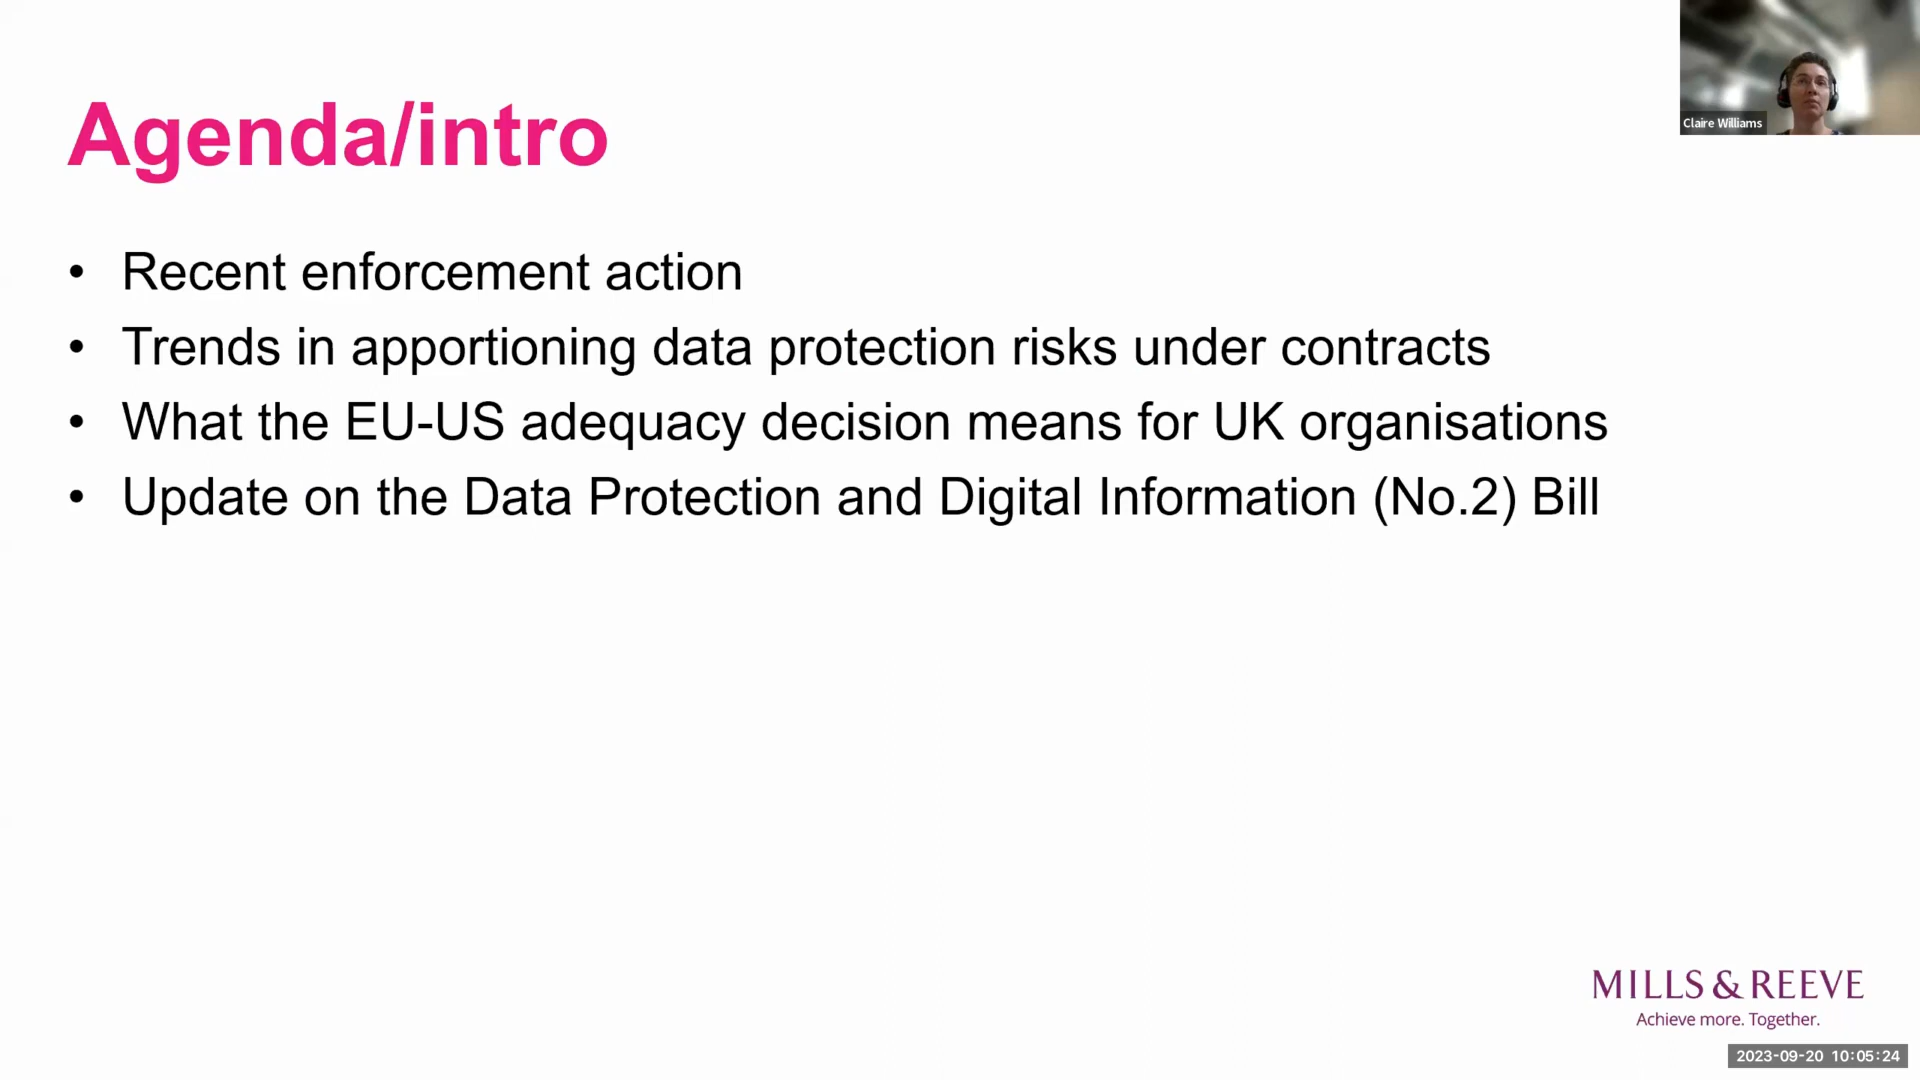 Agenda/intro
Claire Williams
• Recent enforcement action
• Trends in apportioning data protection risks under contracts
• What the EU-US adequacy decision means for UK organisations
• Update on the Data Protection and Digital Information (No.2) Bill
MILLS & REEVE
Achieve more. Together.
2023-09-20 10:05:24